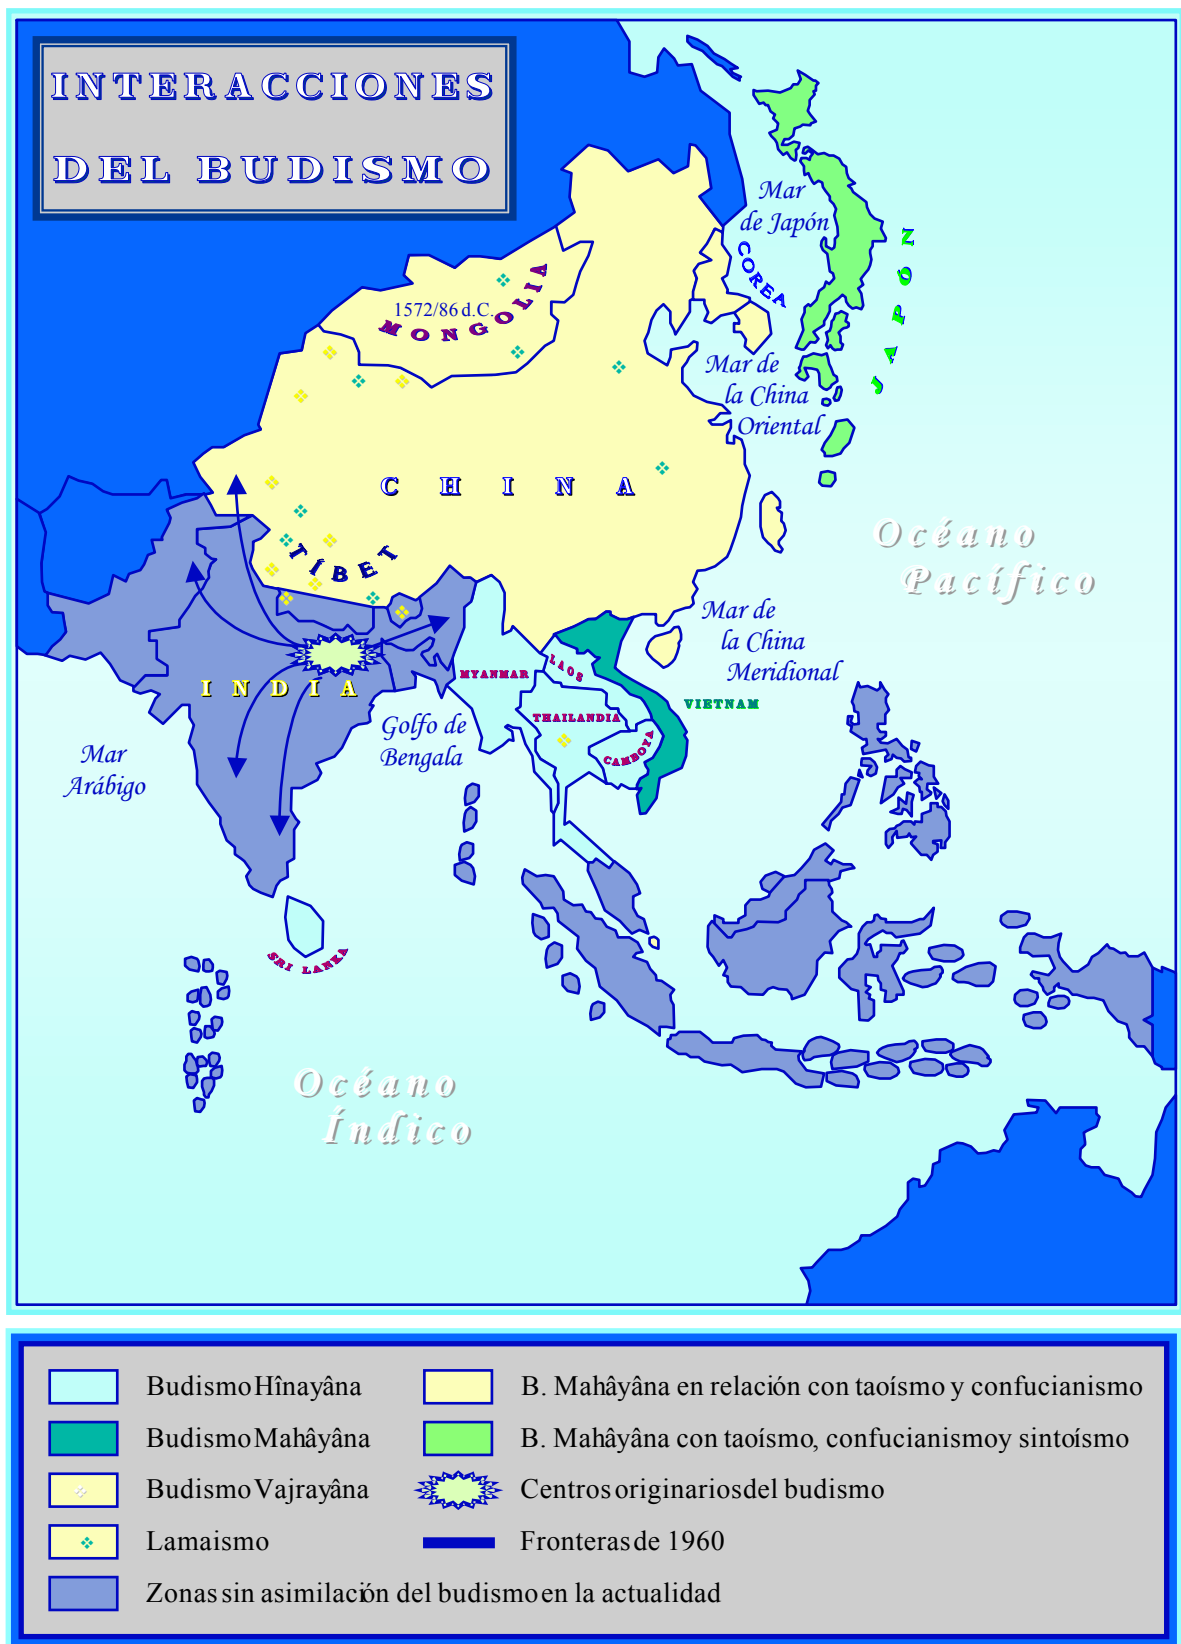 INTERACCIONES
DEL BUDISMO
Mar
de Japón
COREA
JAPÓN
1572/86 d.C.
MONGOLIA
Mar de
la China
Oriental
CHINA
TÍBET
Océano
Pacífico
Mar de
la China
Meridional
INDÍA
MYANMAR
LAOS
VIETNAM
THAILANDIA
CAMBOYA
Golfo de
Bengala
Mar
Arábigo
SRI LANKA
Océano
Índico
Budismo Hînayâna
B. Mahâyâna en relación con taoísmo y confucianismo
Budismo Mahâyâna
B. Mahâyâna con taoísmo, confucianismo y sintoísmo
Budismo Vajrayâna
Centros originarios del budismo
Lamaismo
Fronteras de 1960
Zonas sin asimilación del budismo en la actualidad